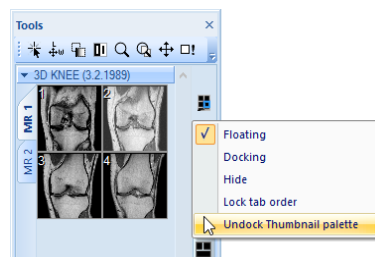 Tools
3D KNEE (3.2.1989)
MR 1
MR 2
1
2
3
4
Floating
Docking
Hide
Lock tab order
Undock Thumbnail palette